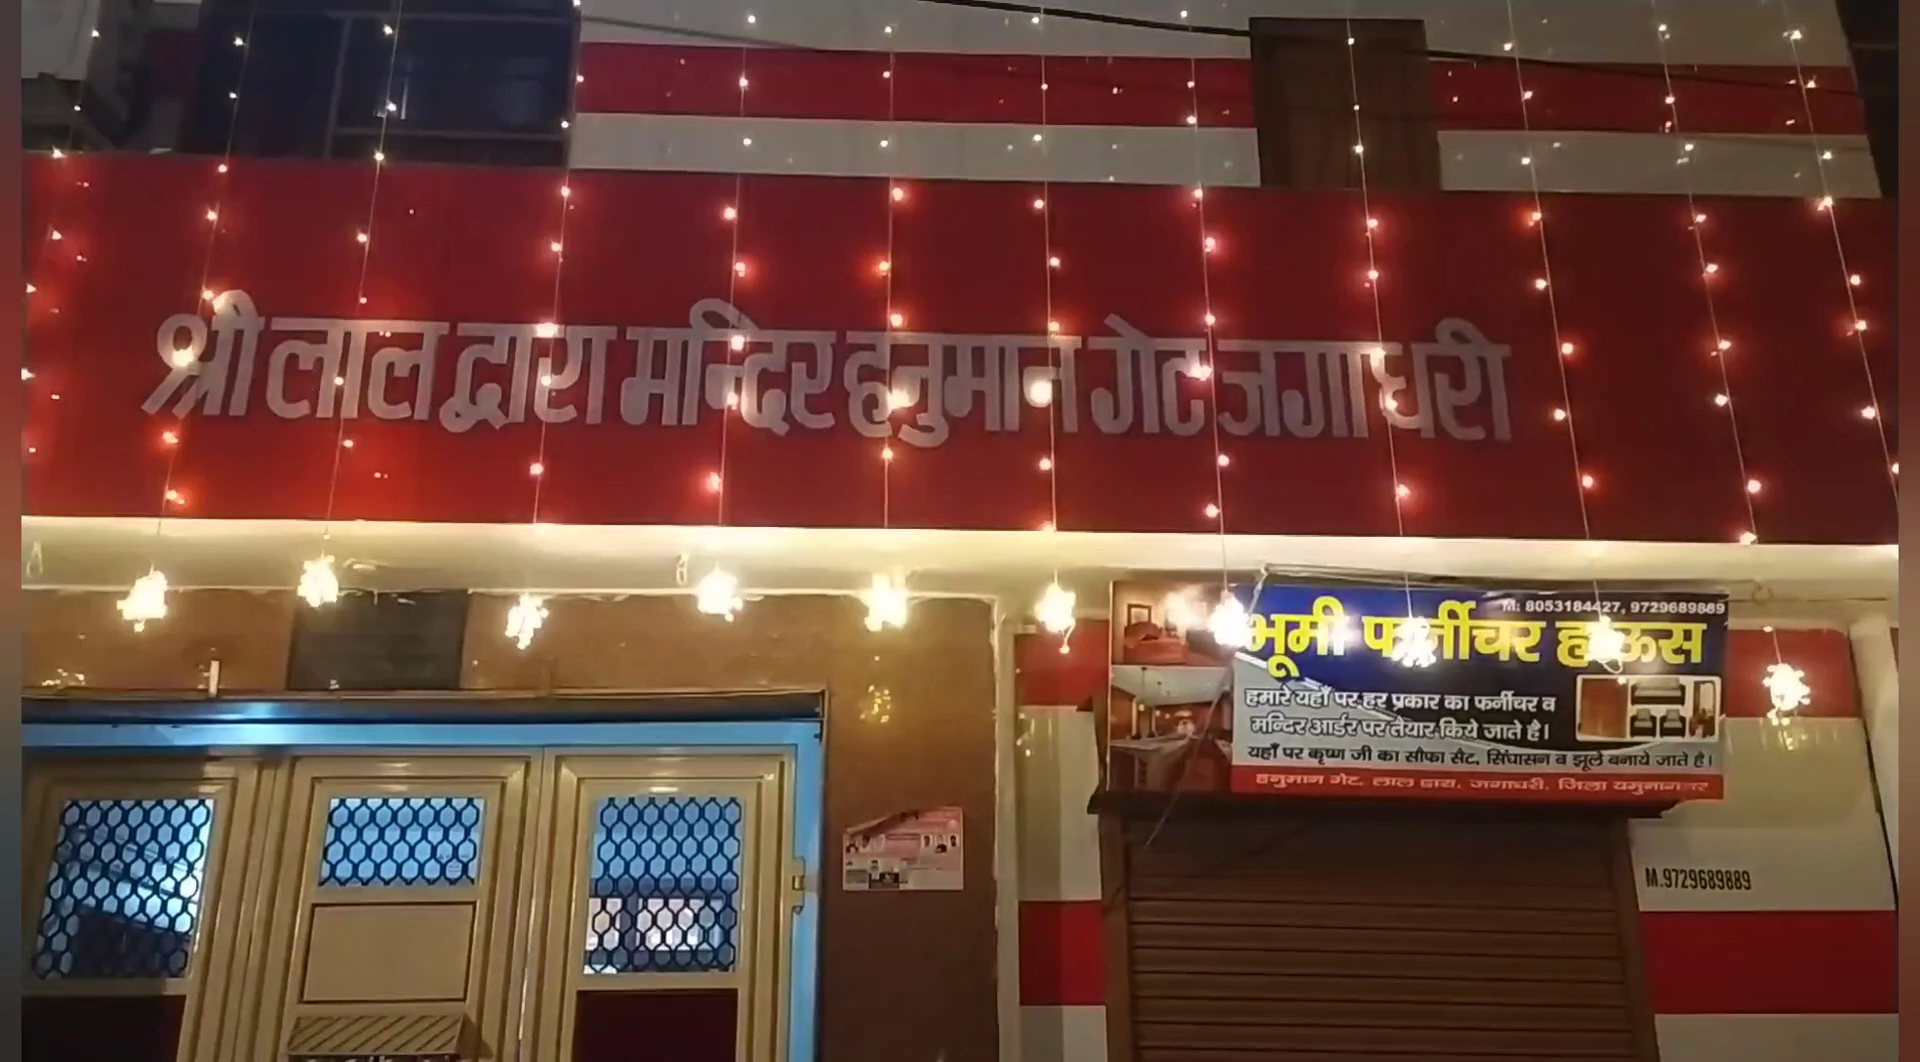 श्री लाल द्वारा मन्दिर हनुमान गेट जगाधरी
M: 8053184427, 9729689889
भूमी फर्नीचर हाऊस
हमारे यहाँ पर हर प्रकार का फर्नीचर व
मन्दिर आर्डर पर तैयार किये जाते है।
यहाँ पर कृष्ण जी का सौफा सैट, सिंघासन व झूले बनाये जाते है।
हनुमान गेट, लाल द्वारा, जगाधरी, जिला यमुनानगर
M.9729689889